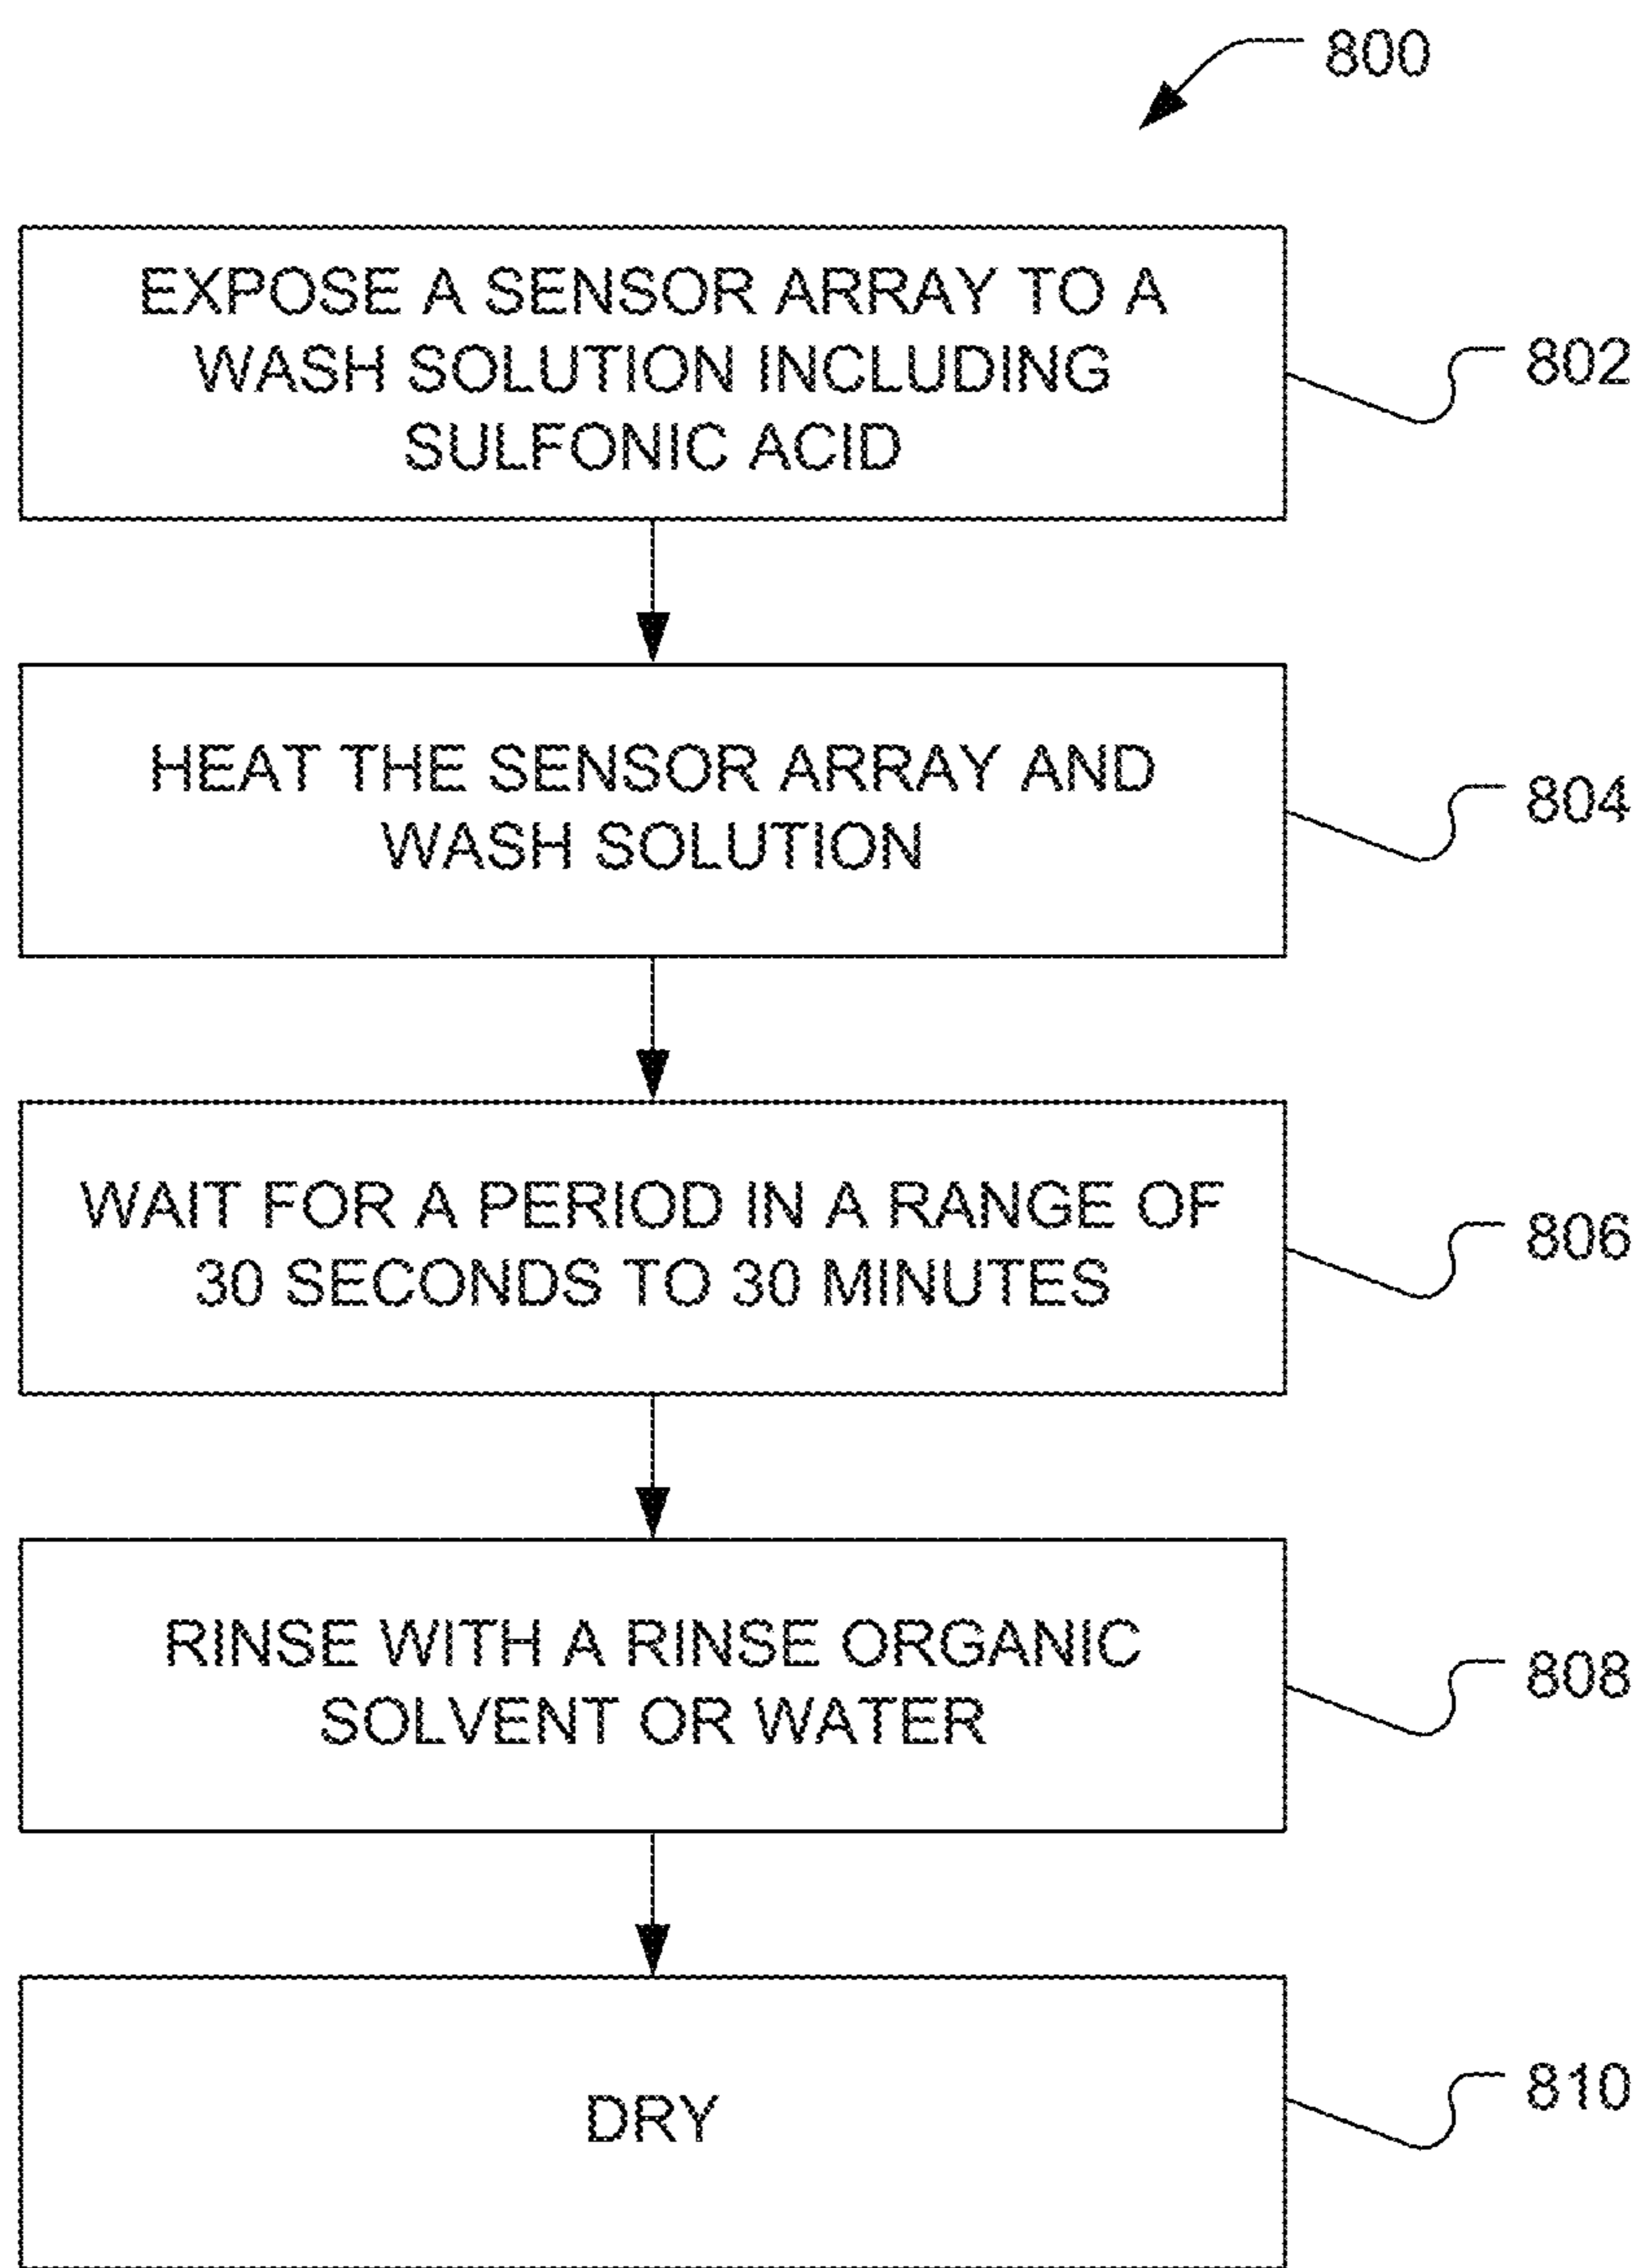 800
EXPOSE A SENSOR ARRAY TO A
WASH SOLUTION INCLUDING
SULFONIC ACID
802
HEAT THE SENSOR ARRAY AND
WASH SOLUTION
804
WAIT FOR A PERIOD IN A RANGE OF
30 SECONDS TO 30 MINUTES
806
RINSE WITH A RINSE ORGANIC
SOLVENT OR WATER
808
DRY
810